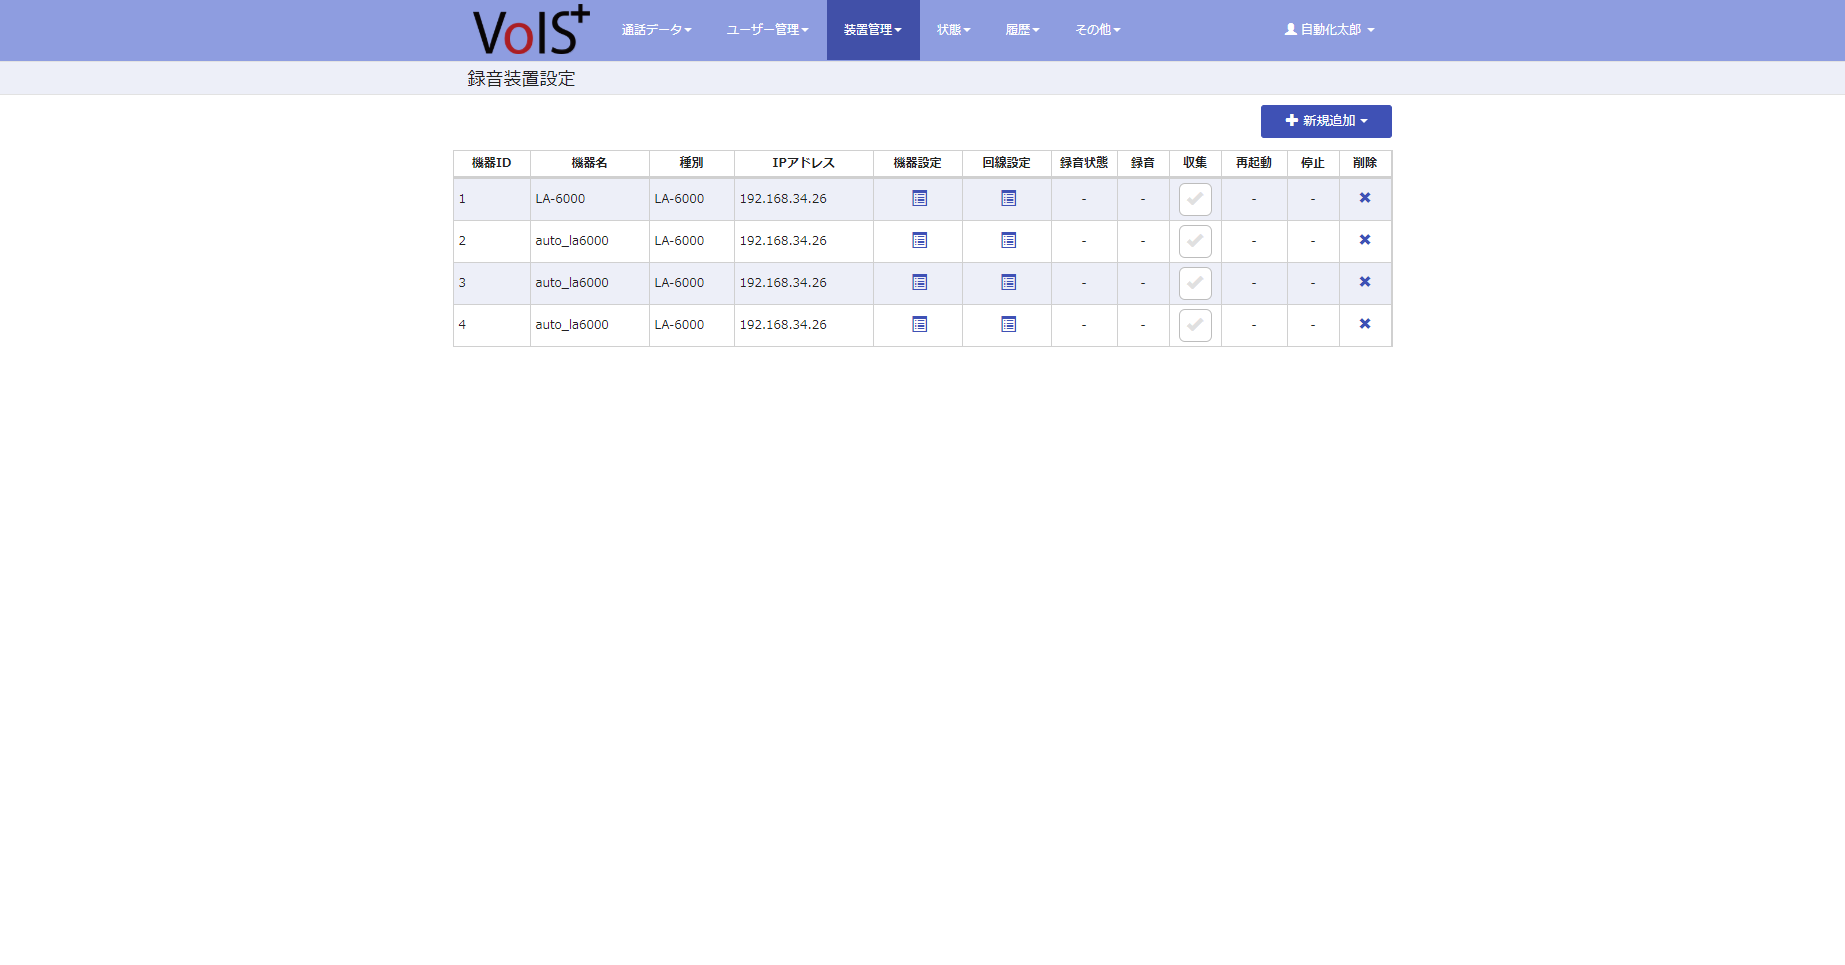 VoIS+ 通話データ ユーザー管理 装置管理 状態 履歴 その他 自動化太郎
録音装置設定
新規追加
機器ID 機器名 種別 IPアドレス 機器設定 回線設定 録音状態 録音 収集 再起動 停止 削除
1 LA-6000 LA-6000 192.168.34.26 - - - -
2 auto_la6000 LA-6000 192.168.34.26 - - - -
3 auto_la6000 LA-6000 192.168.34.26 - - - -
4 auto_la6000 LA-6000 192.168.34.26 - - - -